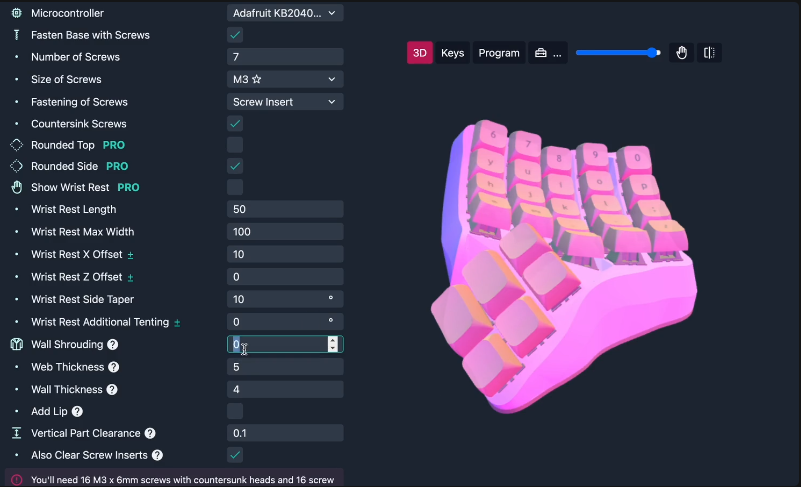 Microcontroller Adafruit KB2040...
Fasten Base with Screws
Number of Screws 7
Size of Screws M3 ☆
Fastening of Screws Screw Insert
Countersink Screws
Rounded Top PRO
Rounded Side PRO
Show Wrist Rest PRO
Wrist Rest Length 50
Wrist Rest Max Width 100
Wrist Rest X Offset ± 10
Wrist Rest Z Offset ± 0
Wrist Rest Side Taper 10 °
Wrist Rest Additional Tenting ± 0 °
Wall Shrouding ? 0
Web Thickness ? 5
Wall Thickness ? 4
Add Lip ?
Vertical Part Clearance ? 0.1
Also Clear Screw Inserts ?
You'll need 16 M3 x 6mm screws with countersunk heads and 16 screw
3D Keys Program ...
6 7 8 9 0
y u i o p
h j k l ;